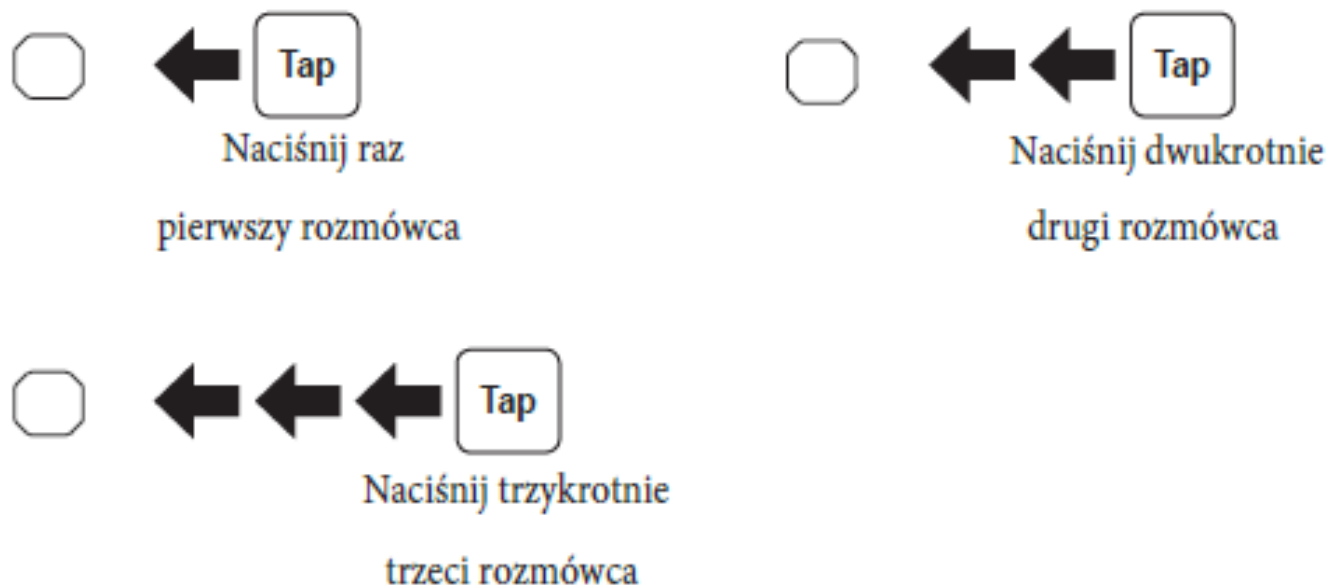 Tap
Naciśnij raz
pierwszy rozmówca
Tap
Naciśnij dwukrotnie
drugi rozmówca
Tap
Naciśnij trzykrotnie
trzeci rozmówca